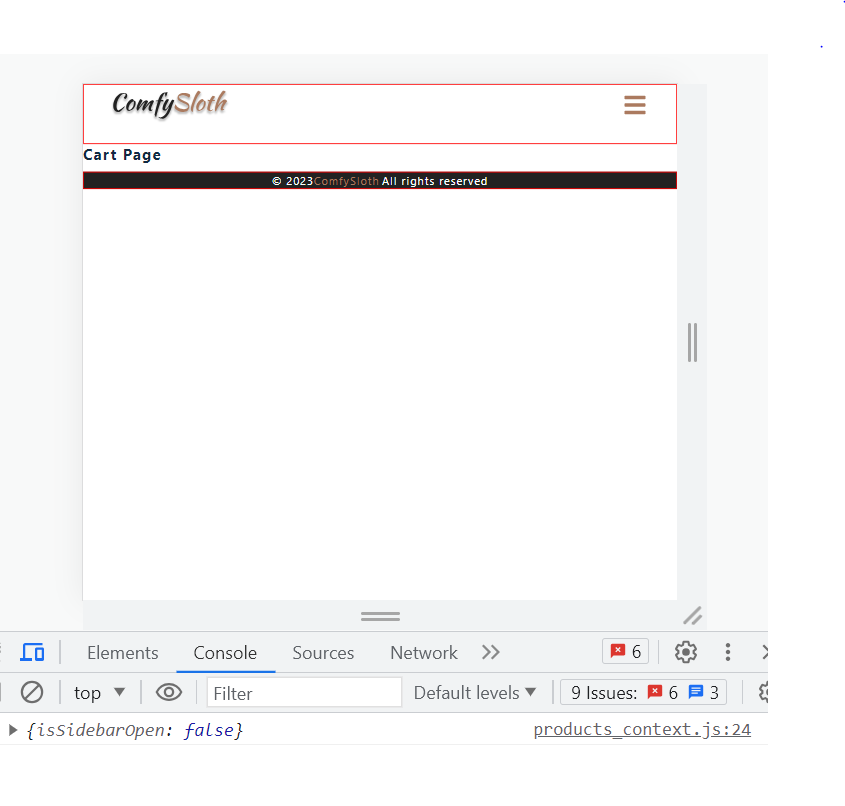 ComfySloth
Cart Page
© 2023ComfySloth All rights reserved
Elements Console Sources Network 6
top Filter Default levels 9 Issues: 6 3
{isSidebarOpen: false} products_context.js:24